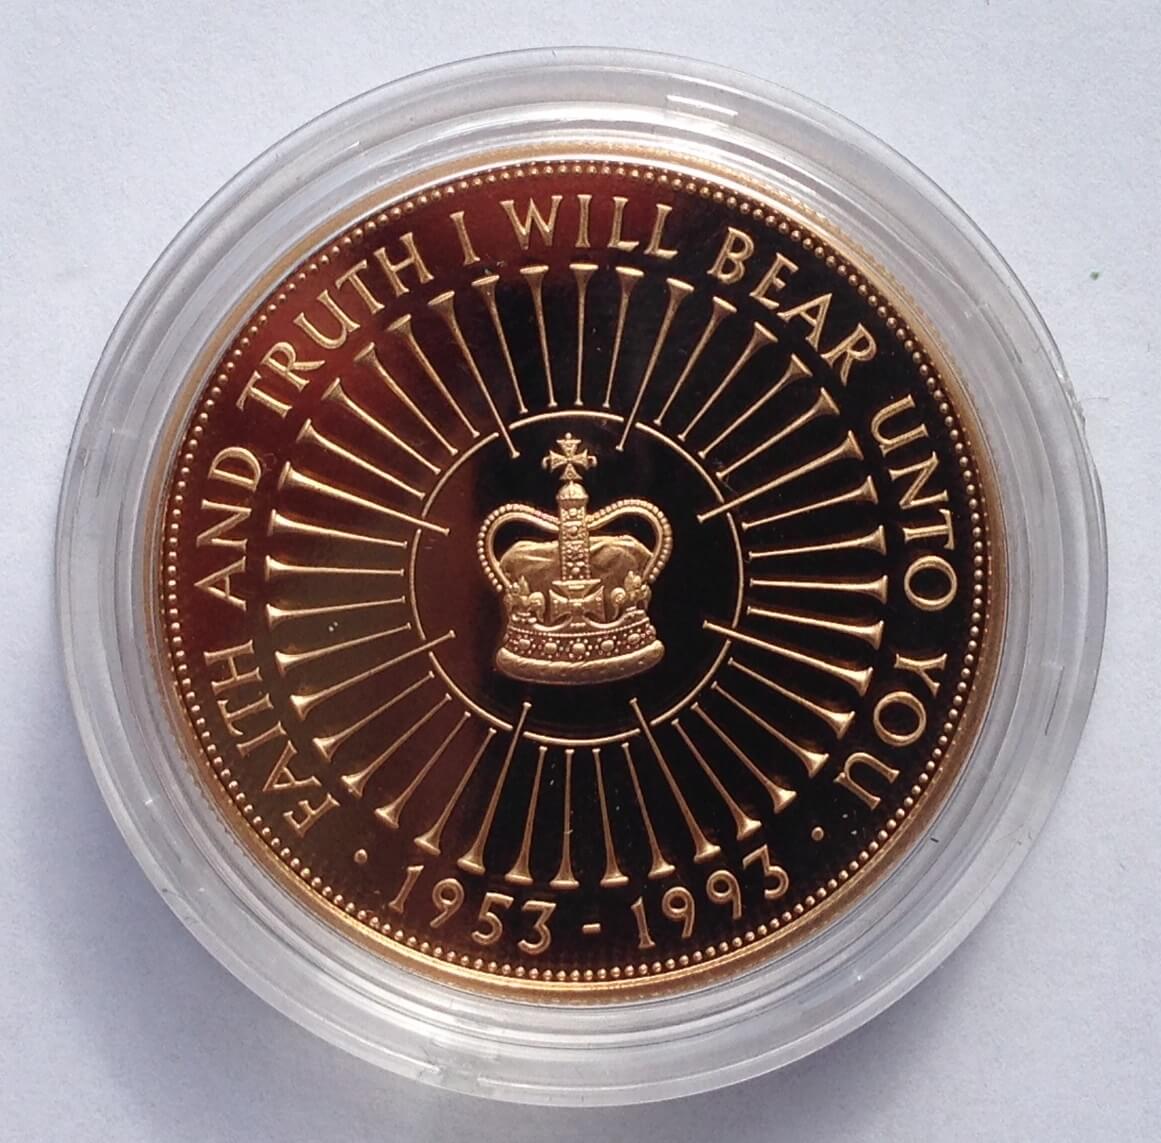 FAITH AND TRUTH I WILL BEAR UNTO YOU
· 1953 - 1993 ·